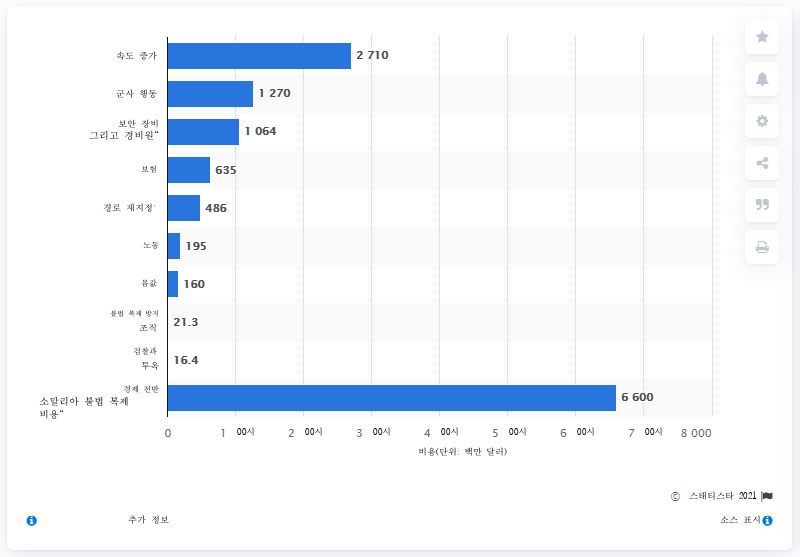 속도 증가
2 710
군사 행동
1 270
보안 장비
그리고 경비원“
1 064
보험
635
경로 재지정
486
노동
195
몸값
160
불법 복제 방지
조직
21.3
검찰과
투옥
16.4
경제 전반
소말리아 불법 복제
비용“
6 600
0 1 00시 2 00시 3 00시 4 00시 5 00시 6 00시 7 00시 8 000
비용(단위: 백만 달러)
© 스태티스타 2021
추가 정보
소스 표시